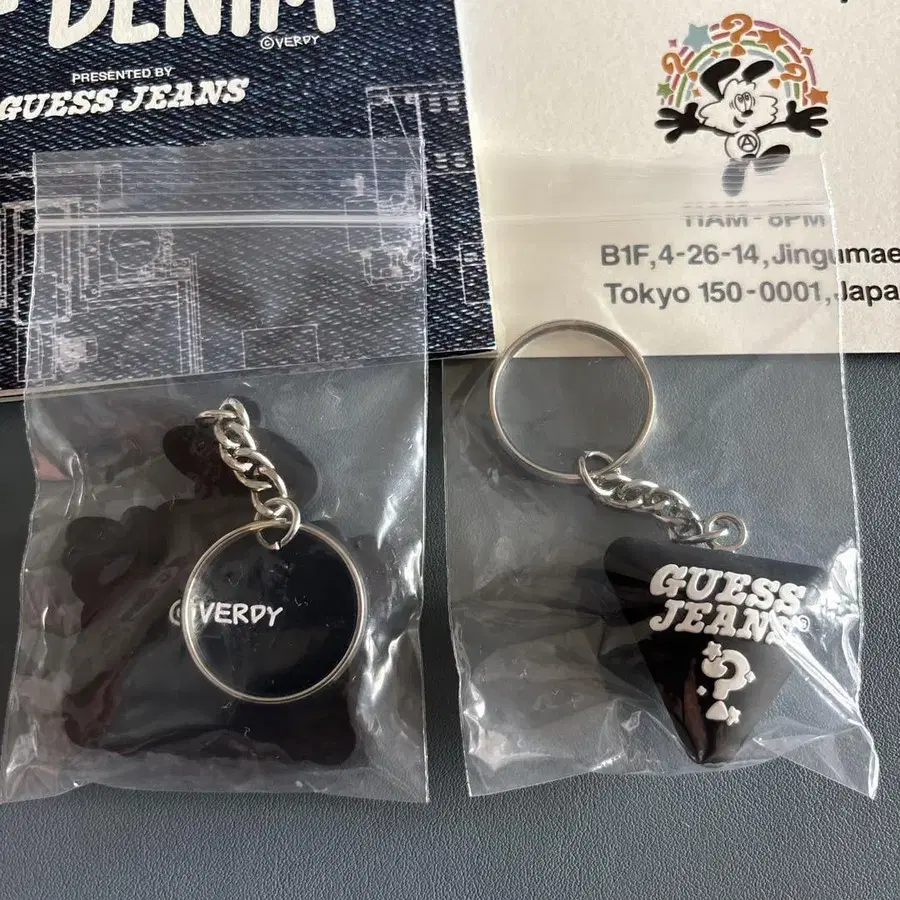 DENIM
©VERDY
PRESENTED BY
GUESS JEANS
11AM - 8PM
B1F,4-26-14,Jingumae
Tokyo 150-0001,Japa
©VERDY
GUESS
JEANS®
?